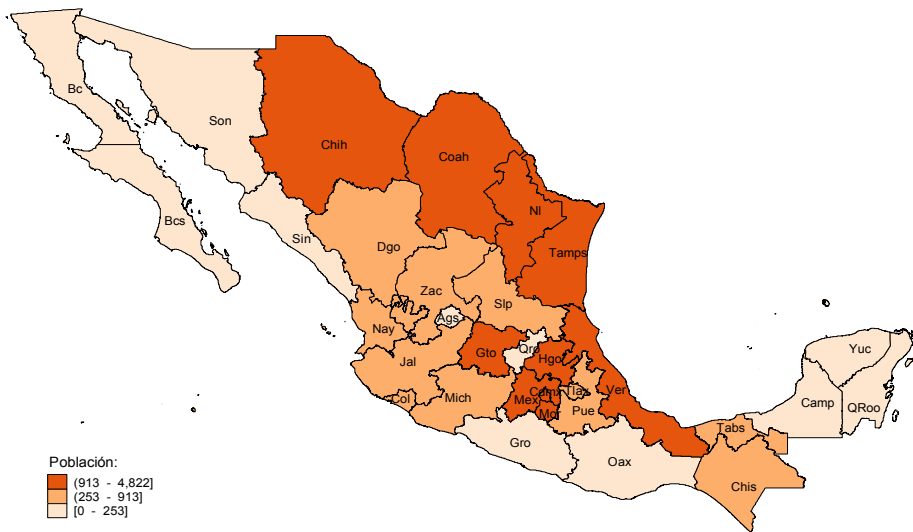 Bc
Son
Chih
Coah
Nl
Bcs
Sin
Dgo
Tamps
Zac
Slp
Ags
Nay
Gto
Qro
Hgo
Yuc
Jal
Col
Mich
Mex
Cdmx
Tlax
Ver
Mor
Pue
Camp
QRoo
Tabs
Gro
Oax
Chis
Población:
(913 - 4,822]
(253 - 913]
[0 - 253]